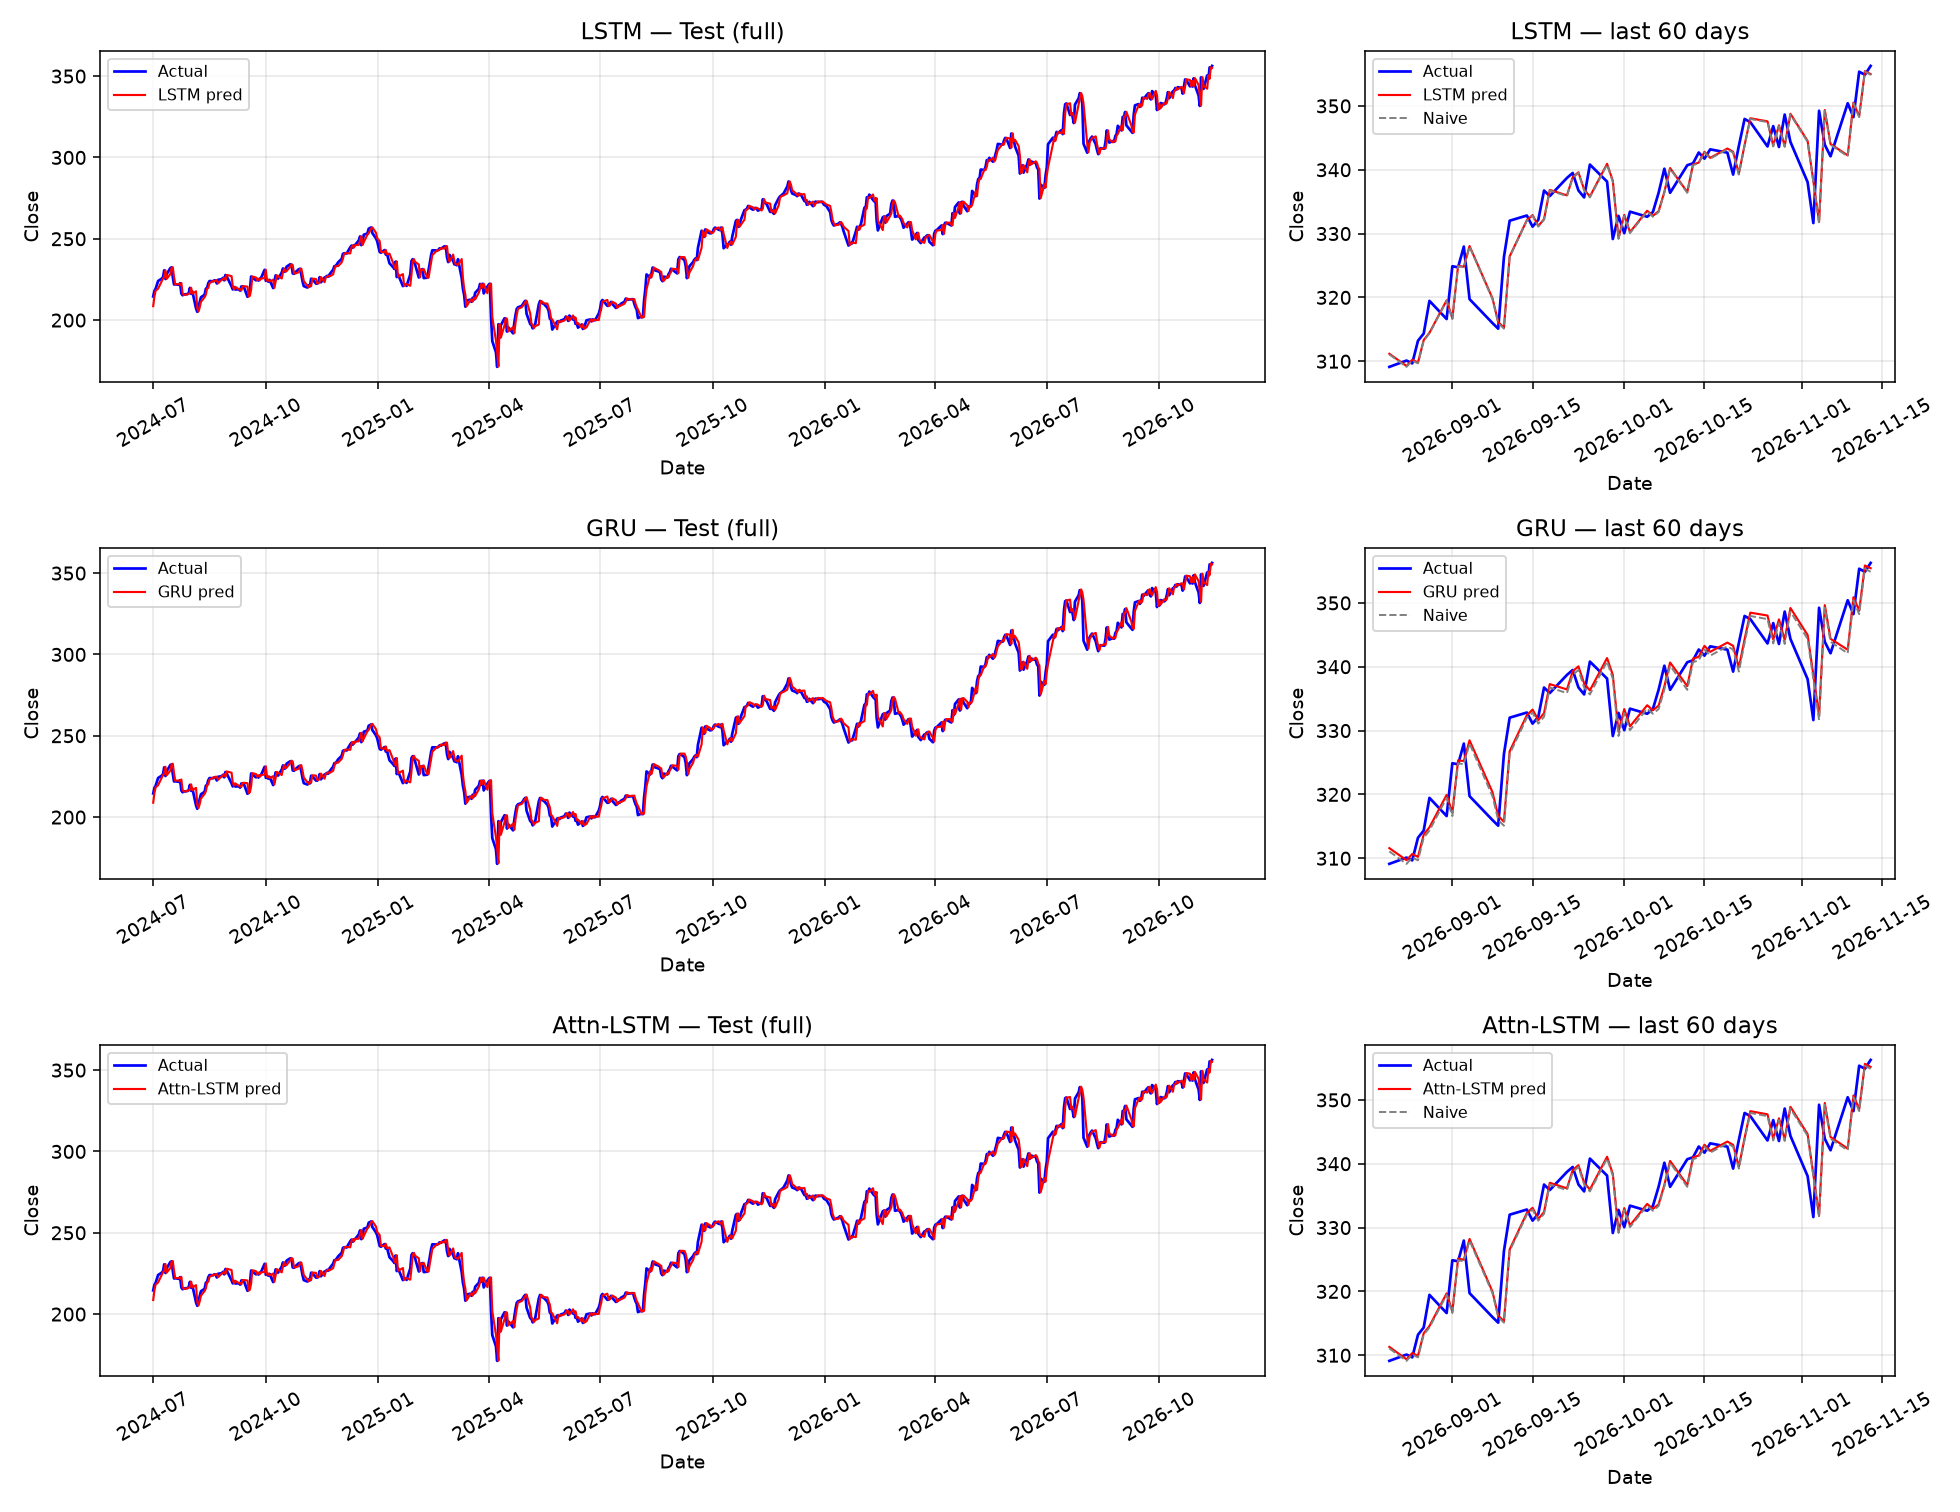 LSTM — Test (full)
Actual
LSTM pred
Close
350
300
250
200
2024-07
2024-10
2025-01
2025-04
2025-07
2025-10
2026-01
2026-04
2026-07
2026-10
Date
LSTM — last 60 days
Actual
LSTM pred
Naive
Close
350
340
330
320
310
2026-09-01
2026-09-15
2026-10-01
2026-10-15
2026-11-01
2026-11-15
Date
GRU — Test (full)
Actual
GRU pred
Close
350
300
250
200
2024-07
2024-10
2025-01
2025-04
2025-07
2025-10
2026-01
2026-04
2026-07
2026-10
Date
GRU — last 60 days
Actual
GRU pred
Naive
Close
350
340
330
320
310
2026-09-01
2026-09-15
2026-10-01
2026-10-15
2026-11-01
2026-11-15
Date
Attn-LSTM — Test (full)
Actual
Attn-LSTM pred
Close
350
300
250
200
2024-07
2024-10
2025-01
2025-04
2025-07
2025-10
2026-01
2026-04
2026-07
2026-10
Date
Attn-LSTM — last 60 days
Actual
Attn-LSTM pred
Naive
Close
350
340
330
320
310
2026-09-01
2026-09-15
2026-10-01
2026-10-15
2026-11-01
2026-11-15
Date